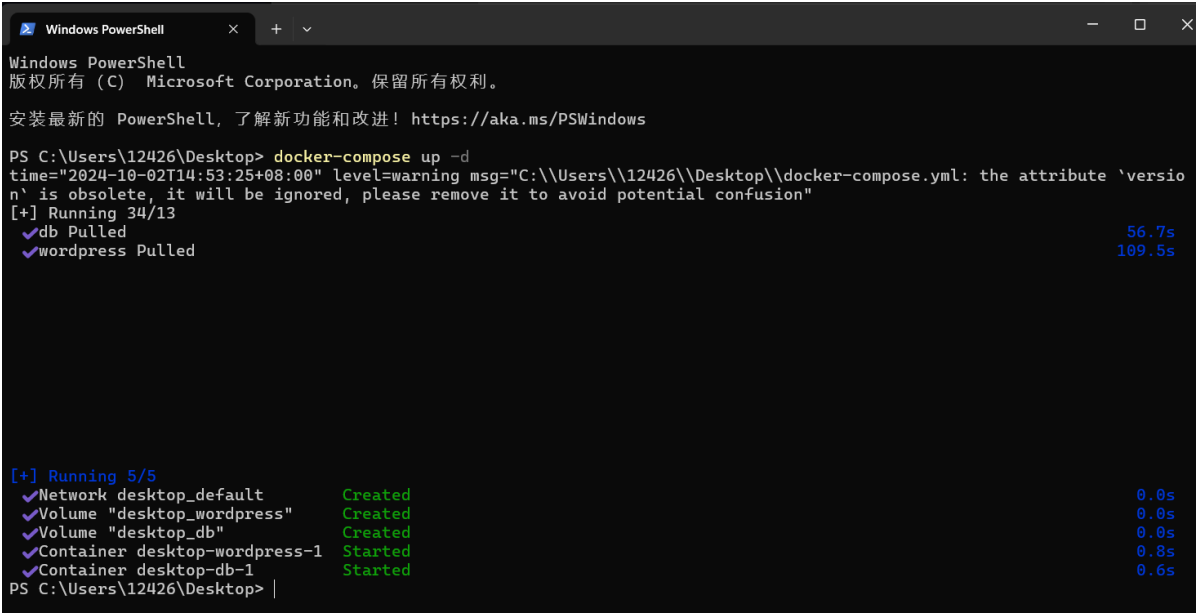 Windows PowerShell
Windows PowerShell
版权所有 (C)  Microsoft Corporation。保留所有权利。
安装最新的 PowerShell，了解新功能和改进！https://aka.ms/PSWindows
PS C:\Users\12426\Desktop> docker-compose up -d
time="2024-10-02T14:53:25+08:00" level=warning msg="C:\\Users\\12426\\Desktop\\docker-compose.yml: the attribute `versio
n` is obsolete, it will be ignored, please remove it to avoid potential confusion"
[+] Running 34/13
✔db Pulled 56.7s
✔wordpress Pulled 109.5s
[+] Running 5/5
✔Network desktop_default Created 0.0s
✔Volume "desktop_wordpress" Created 0.0s
✔Volume "desktop_db" Created 0.0s
✔Container desktop-wordpress-1 Started 0.8s
✔Container desktop-db-1 Started 0.6s
PS C:\Users\12426\Desktop>